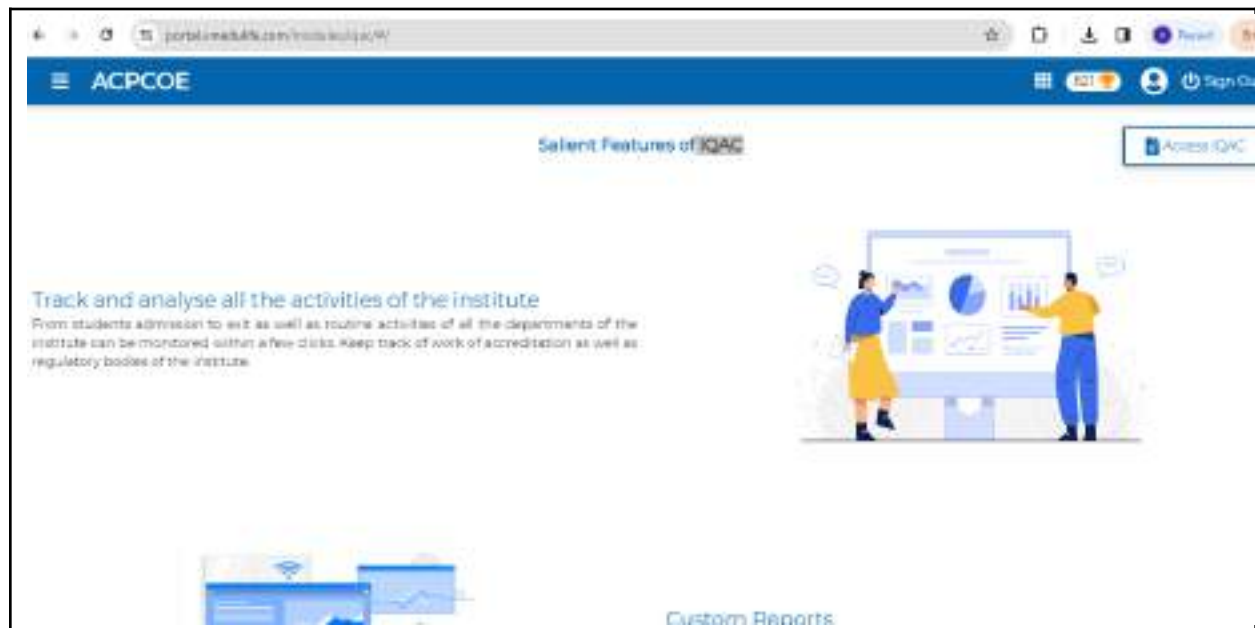 ACPCOE
Sign Ou
Salient Features of IQAC
Access IQAC
Track and analyse all the activities of the institute
From students admission to exit as well as routine activities of all the departments of the
institute can be monitored within a few clicks. Keep track of work of accreditation as well as
regulatory bodies of the institute
Custom Reports